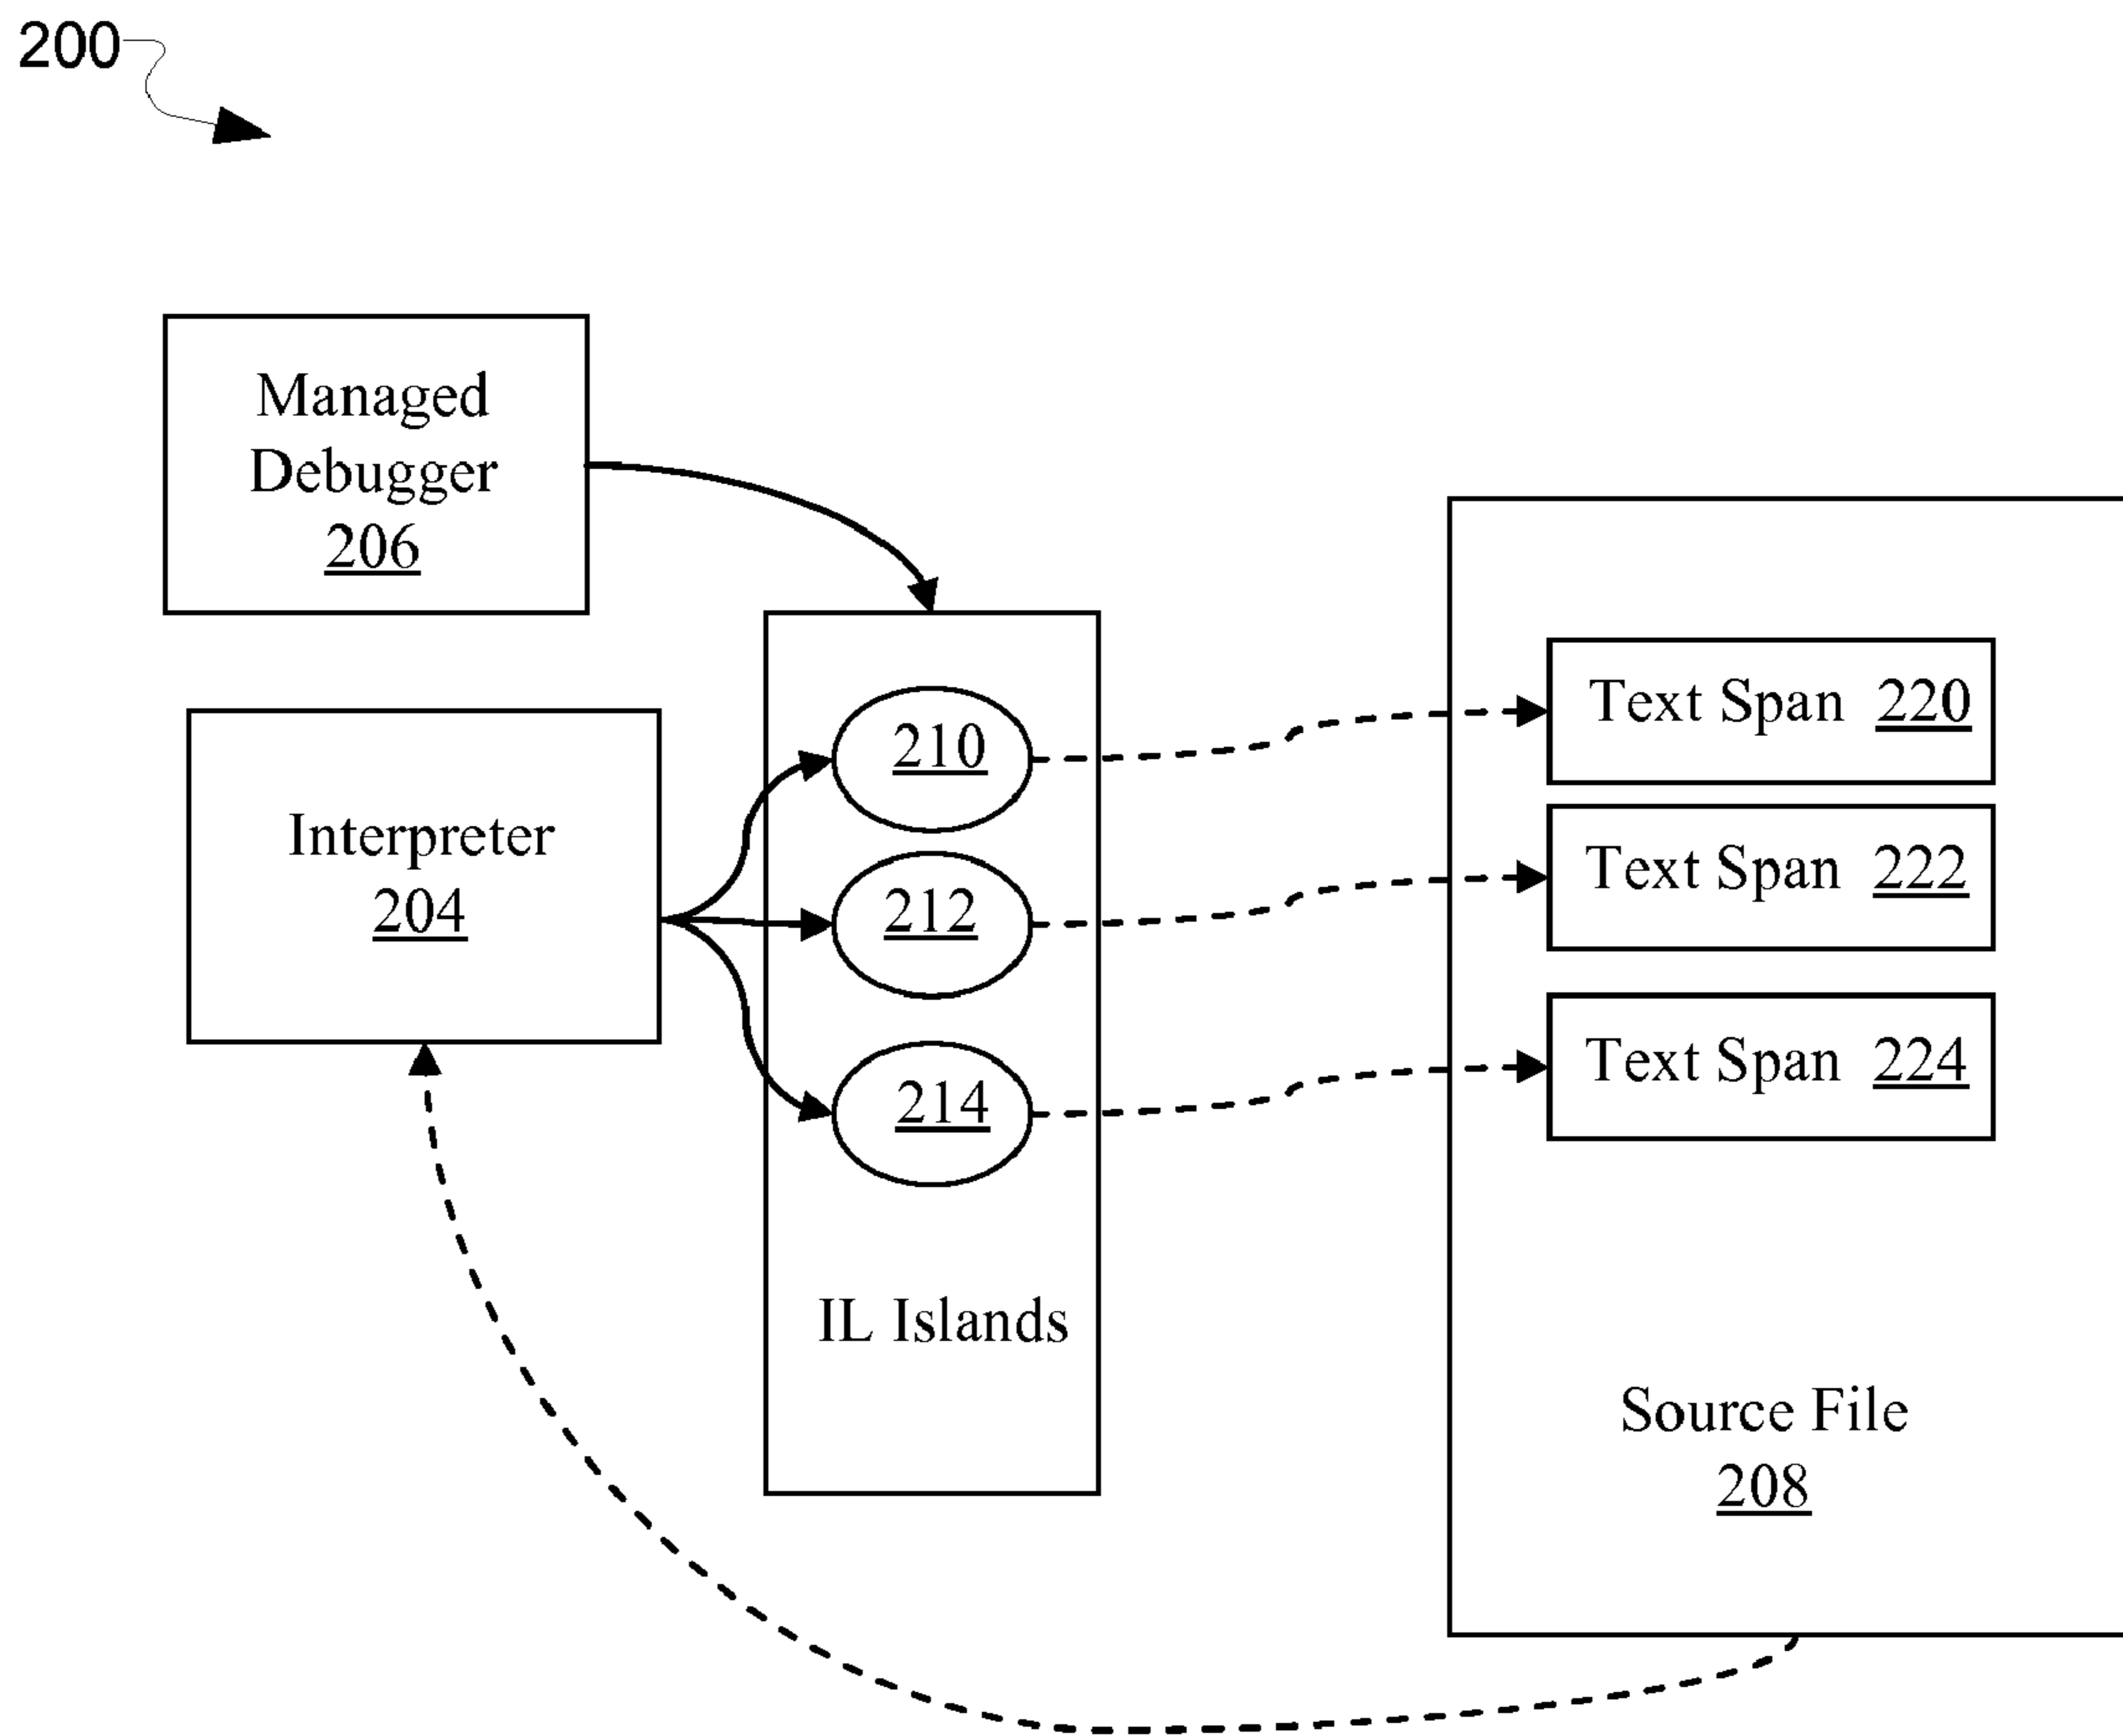 200
Managed
Debugger
206
Interpreter
204
210
212
214
IL Islands
Text Span 220
Text Span 222
Text Span 224
Source File
208